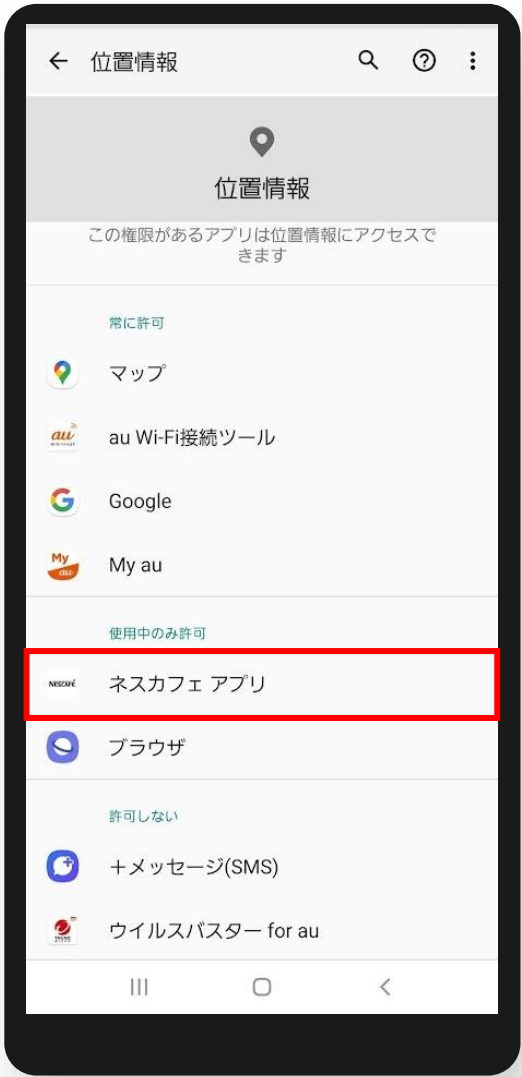 位置情報
位置情報
この権限があるアプリは位置情報にアクセスで
きます
常に許可
マップ
au
au Wi-Fi接続ツール
G
Google
My
au
My au
使用中のみ許可
NESCAFÉ
ネスカフェ アプリ
ブラウザ
許可しない
+メッセージ(SMS)
ウイルスバスター for au